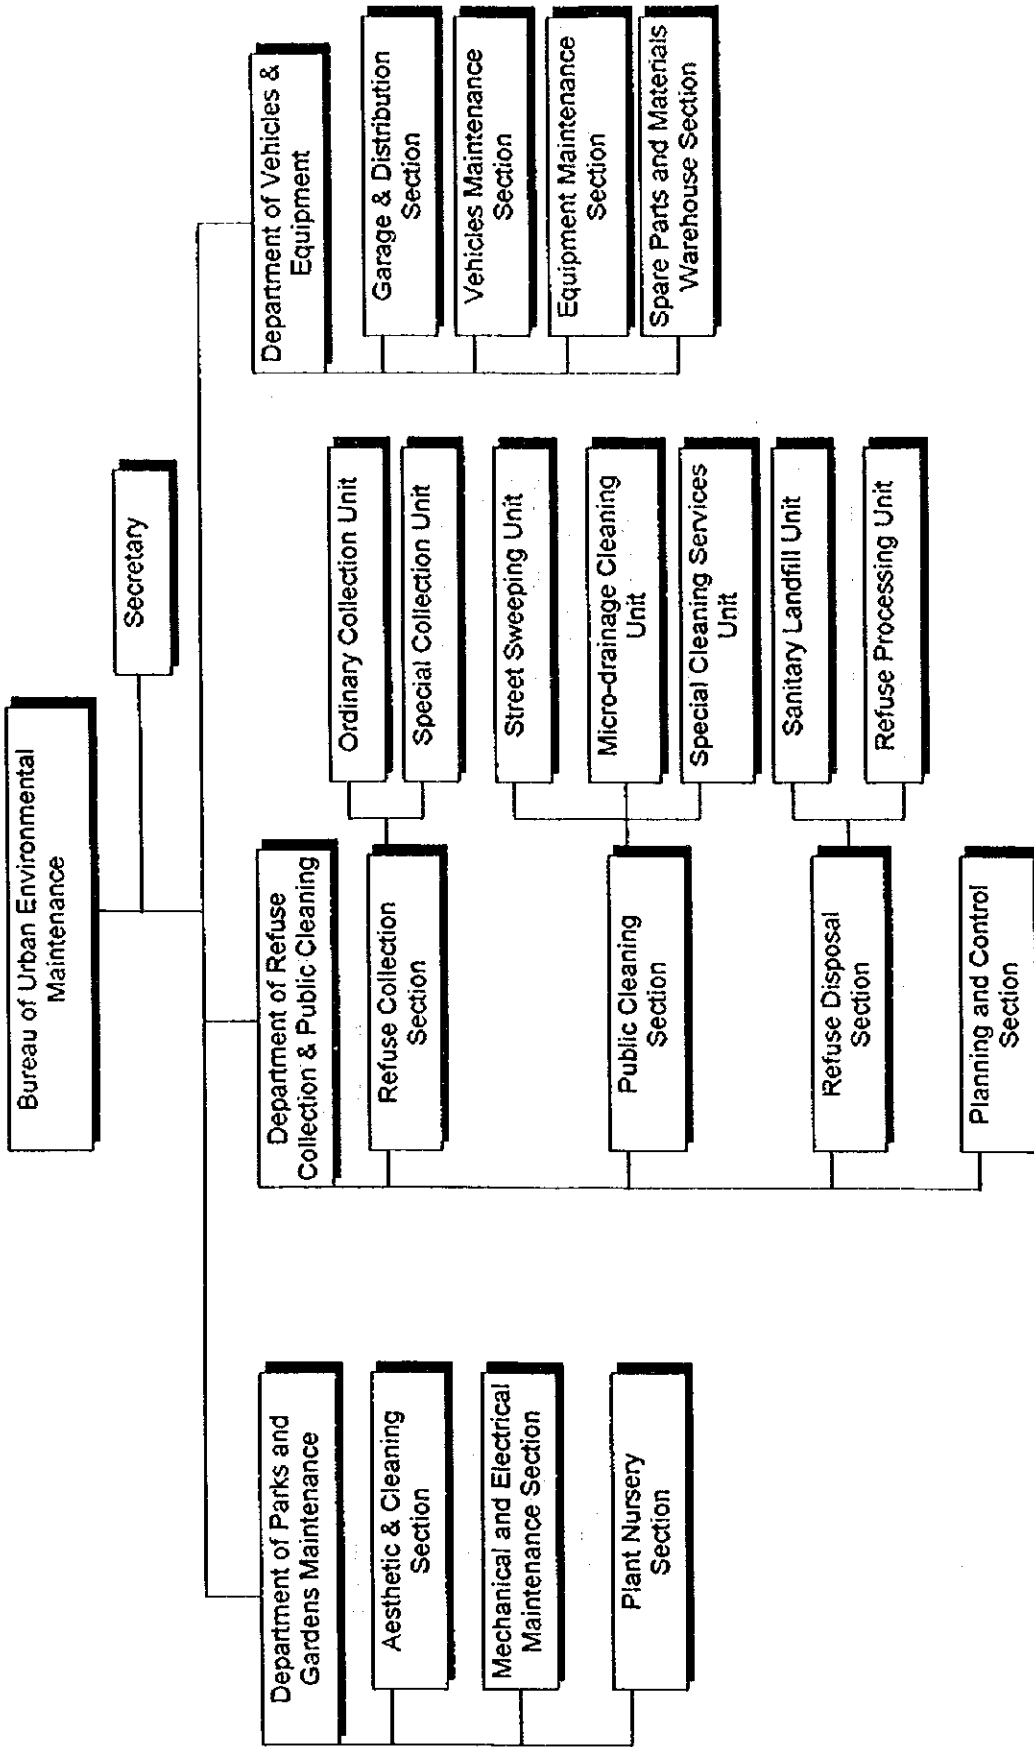 Bureau of Urban Environmental
Maintenance
Secretary
Department of Parks and
Gardens Maintenance
Aesthetic & Cleaning
Section
Mechanical and Electrical
Maintenance Section
Plant Nursery
Section
Department of Refuse
Collection & Public Cleaning
Refuse Collection
Section
Ordinary Collection Unit
Special Collection Unit
Public Cleaning
Section
Street Sweeping Unit
Micro-drainage Cleaning
Unit
Special Cleaning Services
Unit
Refuse Disposal
Section
Sanitary Landfill Unit
Refuse Processing Unit
Planning and Control
Section
Department of Vehicles &
Equipment
Garage & Distribution
Section
Vehicles Maintenance
Section
Equipment Maintenance
Section
Spare Parts and Materials
Warehouse Section